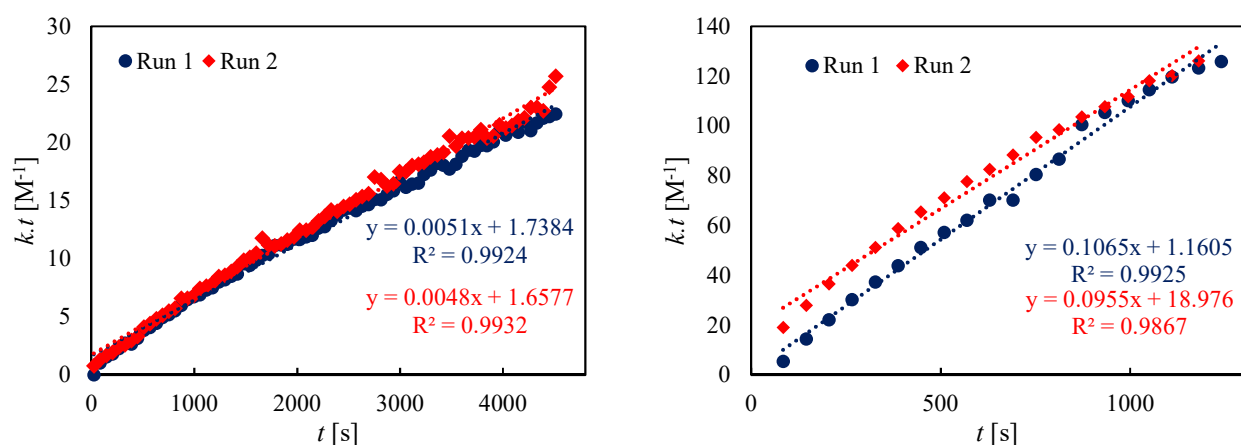 30
25
20
15
10
5
0
k.t [M⁻¹]
Run 1 Run 2
y = 0.0051x + 1.7384
R² = 0.9924
y = 0.0048x + 1.6577
R² = 0.9932
0 1000 2000 3000 4000
t [s]
140
120
100
80
60
40
20
0
k.t [M⁻¹]
Run 1 Run 2
y = 0.1065x + 1.1605
R² = 0.9925
y = 0.0955x + 18.976
R² = 0.9867
0 500 1000
t [s]